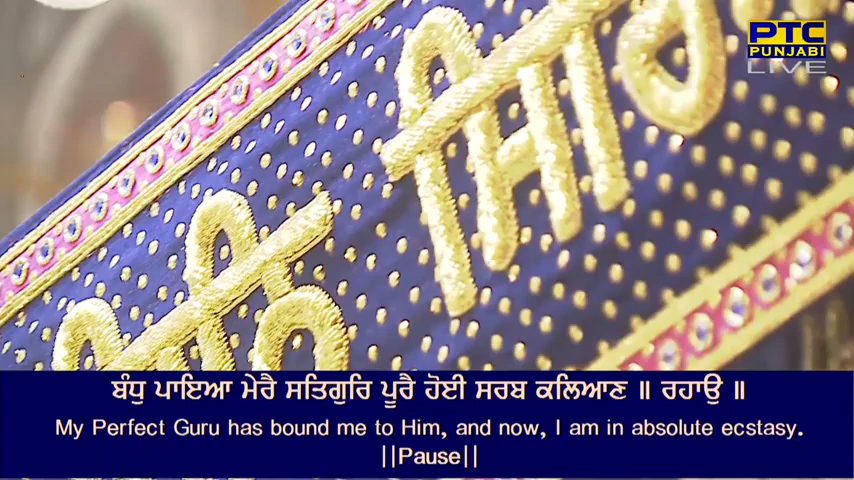 PTC
PUNJABI
LIVE
ਬੰਧੁ ਪਾਇਆ ਮੇਰੈ ਸਤਿਗੁਰਿ ਪੂਰੈ ਹੋਈ ਸਰਬ ਕਲਿਆਣ ॥ ਰਹਾਉ ॥
My Perfect Guru has bound me to Him, and now, I am in absolute ecstasy.
||Pause||